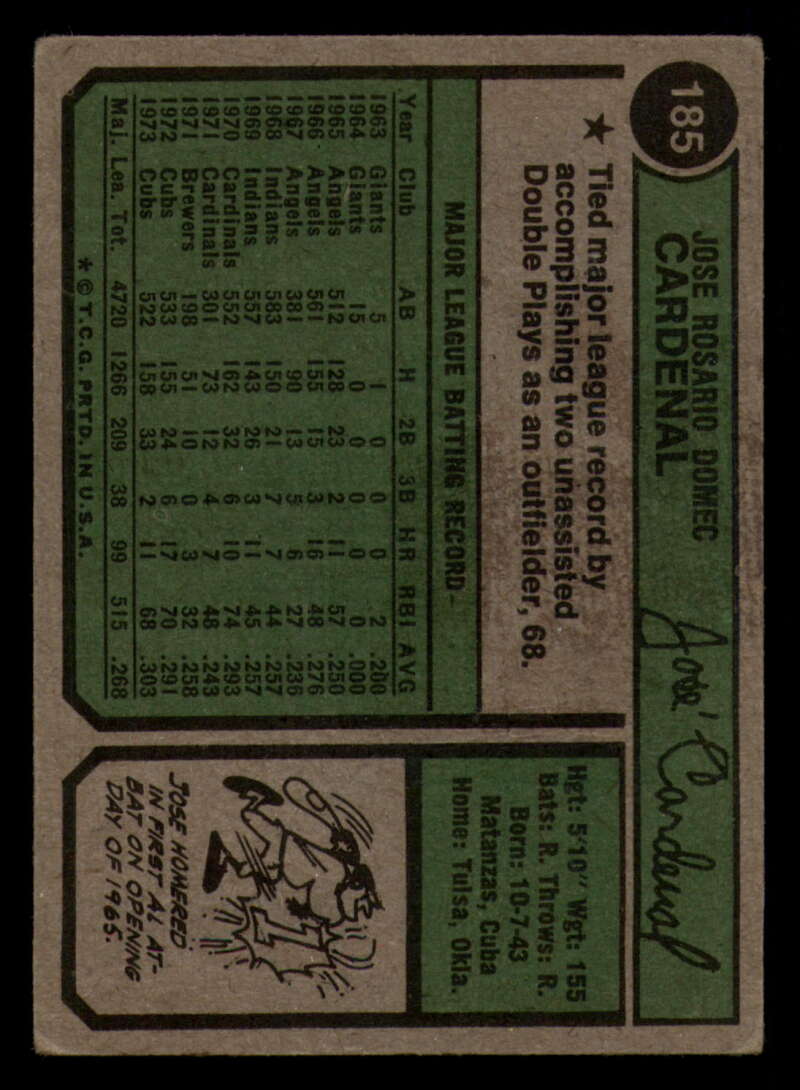 185
JOSE ROSARIO DOMEC
CARDENAL
José Cardenal
★ Tied major league record by
accomplishing two unassisted
Double Plays as an outfielder, 68.
MAJOR LEAGUE BATTING RECORD
Year Club AB H 2B 3B HR RBI AVG
1963 Giants 5 1 0 0 0 2 .200
1964 Giants 15 0 0 0 0 0 .000
1965 Angels 512 128 23 2 11 57 .250
1966 Angels 561 155 15 3 16 48 .276
1967 Angels 381 90 13 5 6 27 .236
1968 Indians 583 150 21 7 7 44 .257
1969 Indians 557 143 26 3 11 45 .257
1970 Cardinals 552 162 32 6 10 74 .293
1971 Cardinals 301 73 12 4 7 48 .243
1971 Brewers 198 51 10 0 3 32 .258
1972 Cubs 533 155 24 6 17 70 .291
1973 Cubs 522 158 33 2 11 68 .303
Maj. Lea. Tot. 4720 1266 209 38 99 515 .268
* © T.C.G. PRTD. IN U.S.A.
Hgt: 5'10" Wgt: 155
Bats: R. Throws: R.
Born: 10-7-43
Matanzas, Cuba
Home: Tulsa, Okla.
JOSE HOMERED
IN FIRST AL AT-
BAT ON OPENING
DAY OF 1965.